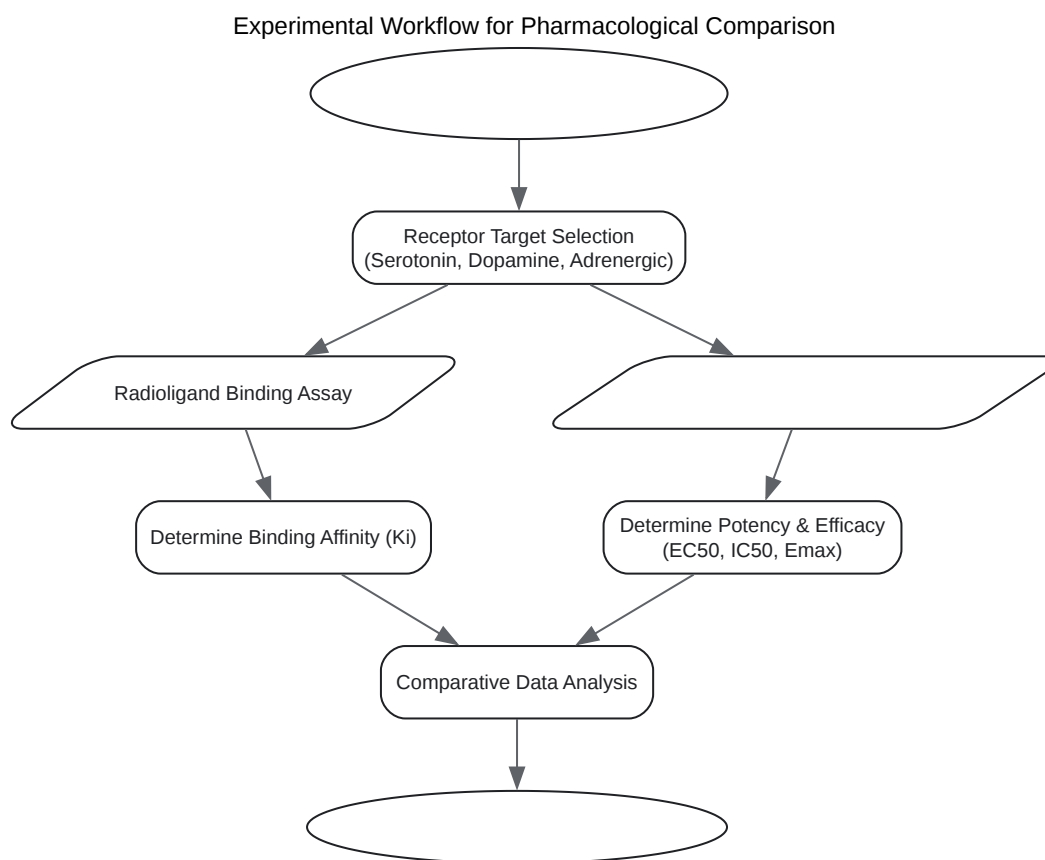 Experimental Workflow for Pharmacological Comparison
Receptor Target Selection
(Serotonin, Dopamine, Adrenergic)
Radioligand Binding Assay
Determine Binding Affinity (Ki)
Determine Potency & Efficacy
(EC50, IC50, Emax)
Comparative Data Analysis